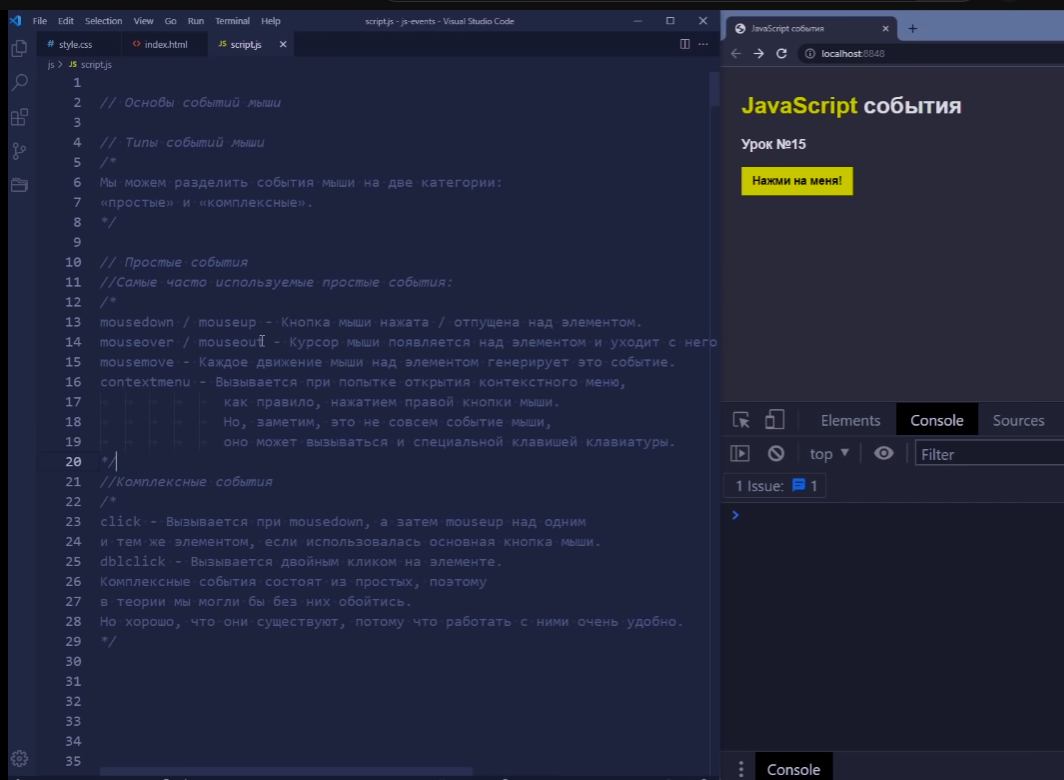 File Edit Selection View Go Run Terminal Help script.js - js-events - Visual Studio Code
# style.css <> index.html JS script.js
js > JS script.js
1
2 // Основы событий мыши
3
4 // Типы событий мыши
5 /*
6 Мы можем разделить события мыши на две категории:
7 «простые» и «комплексные».
8 */
9
10 // Простые события
11 //Самые часто используемые простые события:
12 /*
13 mousedown / mouseup - Кнопка мыши нажата / отпущена над элементом.
14 mouseover / mouseout - Курсор мыши появляется над элементом и уходит с него
15 mousemove - Каждое движение мыши над элементом генерирует это событие.
16 contextmenu - Вызывается при попытке открытия контекстного меню,
17 как правило, нажатием правой кнопки мыши.
18 Но, заметим, это не совсем событие мыши,
19 оно может вызываться и специальной клавишей клавиатуры.
20 */
21 //Комплексные события
22 /*
23 click - Вызывается при mousedown, а затем mouseup над одним
24 и тем же элементом, если использовалась основная кнопка мыши.
25 dblclick - Вызывается двойным кликом на элементе.
26 Комплексные события состоят из простых, поэтому
27 в теории мы могли бы без них обойтись.
28 Но хорошо, что они существуют, потому что работать с ними очень удобно.
29 */
30
31
32
33
34
35
JavaScript события
localhost:8848
JavaScript события
Урок №15
Нажми на меня!
Elements Console Sources
top Filter
1 Issue: 1
Console